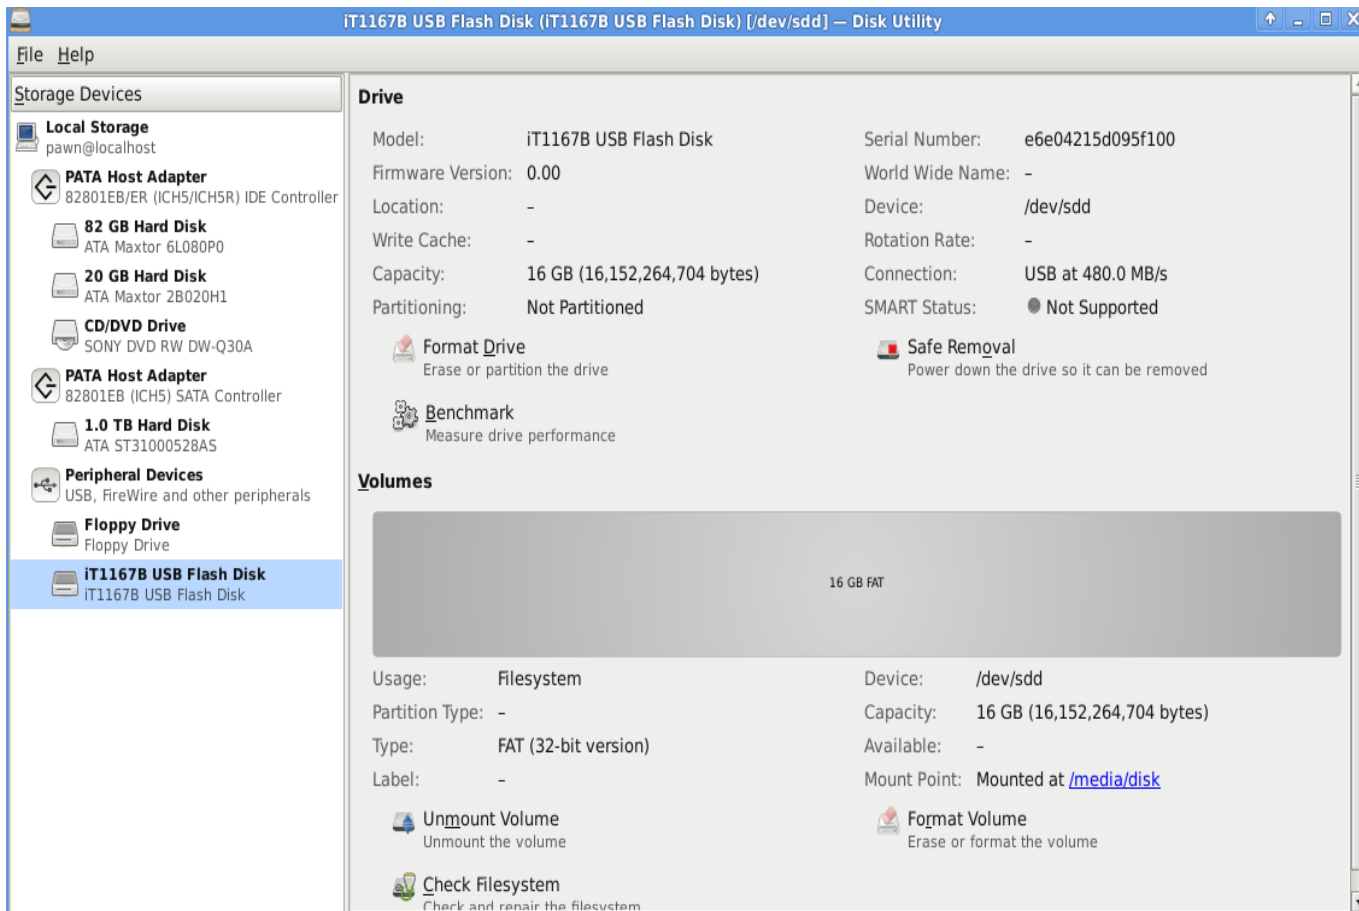 iT1167B USB Flash Disk (iT1167B USB Flash Disk) [/dev/sdd] — Disk Utility
File Help
Storage Devices
Local Storage
pawn@localhost
PATA Host Adapter
82801EB/ER (ICH5/ICH5R) IDE Controller
82 GB Hard Disk
ATA Maxtor 6L080P0
20 GB Hard Disk
ATA Maxtor 2B020H1
CD/DVD Drive
SONY DVD RW DW-Q30A
PATA Host Adapter
82801EB (ICH5) SATA Controller
1.0 TB Hard Disk
ATA ST31000528AS
Peripheral Devices
USB, FireWire and other peripherals
Floppy Drive
Floppy Drive
iT1167B USB Flash Disk
iT1167B USB Flash Disk
Drive
Model: iT1167B USB Flash Disk Serial Number: e6e04215d095f100
Firmware Version: 0.00 World Wide Name: –
Location: – Device: /dev/sdd
Write Cache: – Rotation Rate: –
Capacity: 16 GB (16,152,264,704 bytes) Connection: USB at 480.0 MB/s
Partitioning: Not Partitioned SMART Status: Not Supported
Format Drive Safe Removal
Erase or partition the drive Power down the drive so it can be removed
Benchmark
Measure drive performance
Volumes
16 GB FAT
Usage: Filesystem Device: /dev/sdd
Partition Type: – Capacity: 16 GB (16,152,264,704 bytes)
Type: FAT (32-bit version) Available: –
Label: – Mount Point: Mounted at /media/disk
Unmount Volume Format Volume
Unmount the volume Erase or format the volume
Check Filesystem
Check and repair the filesystem